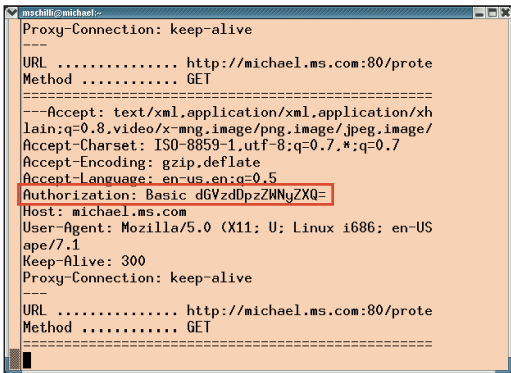 mschilli@michael:~
Proxy-Connection: keep-alive
---
URL ............... http://michael.ms.com:80/prote
Method ............ GET
==================================================
---Accept: text/xml,application/xml,application/xh
lain;q=0.8,video/x-mng,image/png,image/jpeg,image/
Accept-Charset: ISO-8859-1,utf-8;q=0.7,*;q=0.7
Accept-Encoding: gzip,deflate
Accept-Language: en-us,en;q=0.5
Authorization: Basic dGVzdDpzZWNyZXQ=
Host: michael.ms.com
User-Agent: Mozilla/5.0 (X11; U; Linux i686; en-US
ape/7.1
Keep-Alive: 300
Proxy-Connection: keep-alive
---
URL ............... http://michael.ms.com:80/prote
Method ............ GET
==================================================